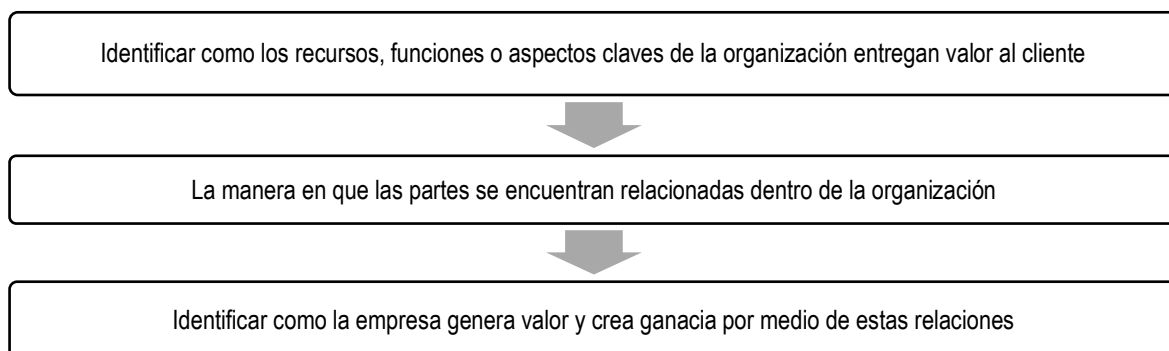 Identificar como los recursos, funciones o aspectos claves de la organización entregan valor al cliente
La manera en que las partes se encuentran relacionadas dentro de la organización
Identificar como la empresa genera valor y crea ganacia por medio de estas relaciones